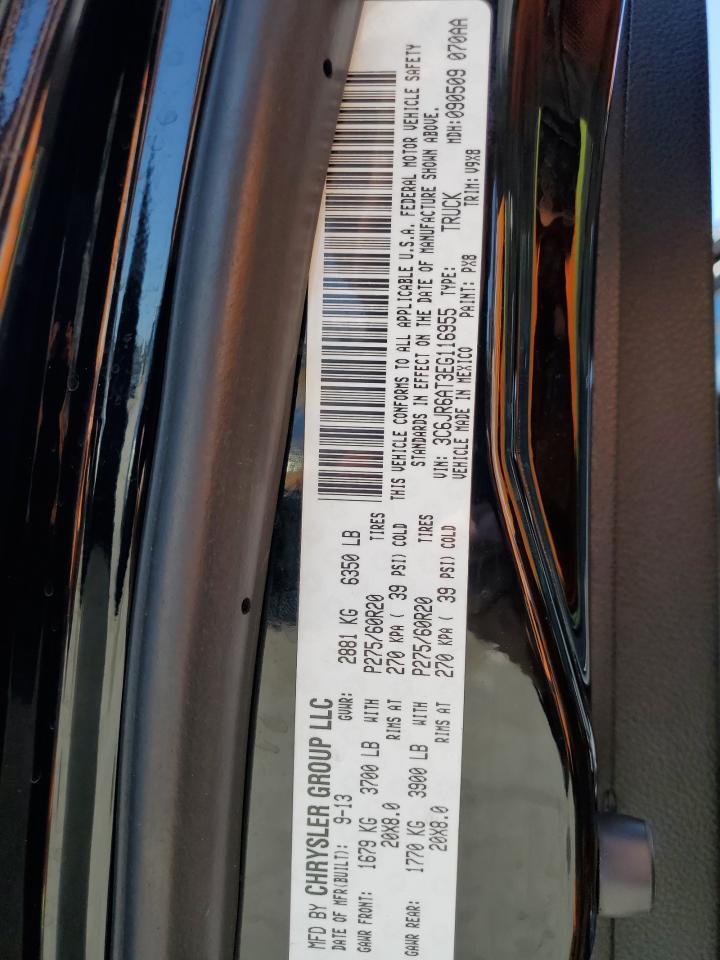 MFD BY CHRYSLER GROUP LLC
DATE OF MFR(BUILT): 9-13 GVWR: 2881 KG 6350 LB
GAWR FRONT: 1679 KG 3700 LB WITH P275/60R20 TIRES
20X8.0 RIMS AT 270 KPA ( 39 PSI) COLD
GAWR REAR: 1770 KG 3900 LB WITH P275/60R20 TIRES
20X8.0 RIMS AT 270 KPA ( 39 PSI) COLD
THIS VEHICLE CONFORMS TO ALL APPLICABLE U.S.A. FEDERAL MOTOR VEHICLE SAFETY
STANDARDS IN EFFECT ON THE DATE OF MANUFACTURE SHOWN ABOVE.
VIN: 3C6JR6AT3EG116955 TYPE: TRUCK MDH:090509 070AA
VEHICLE MADE IN MEXICO PAINT: PX8 TRIM: V9X8